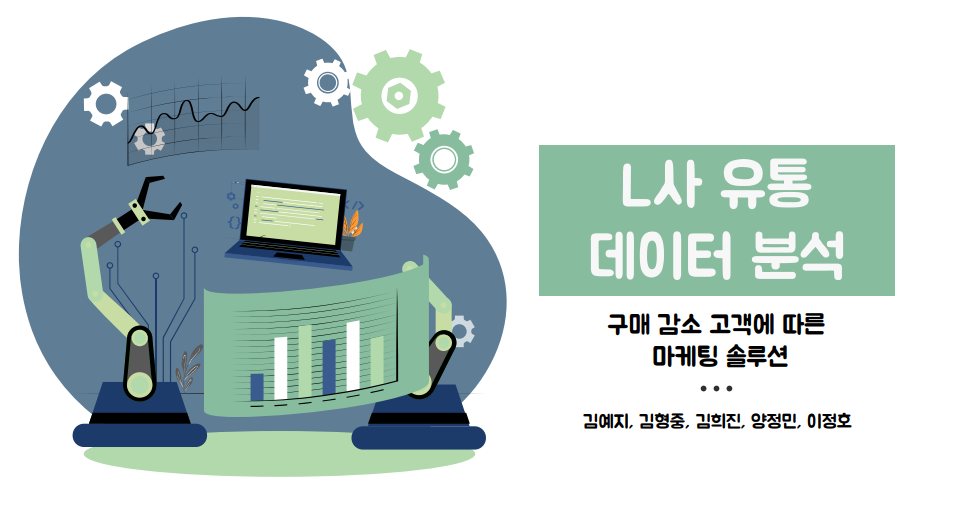 L사 유통
데이터 분석
구매 감소 고객에 따른
마케팅 솔루션
김예지, 김형중, 김희진, 양정민, 이정호